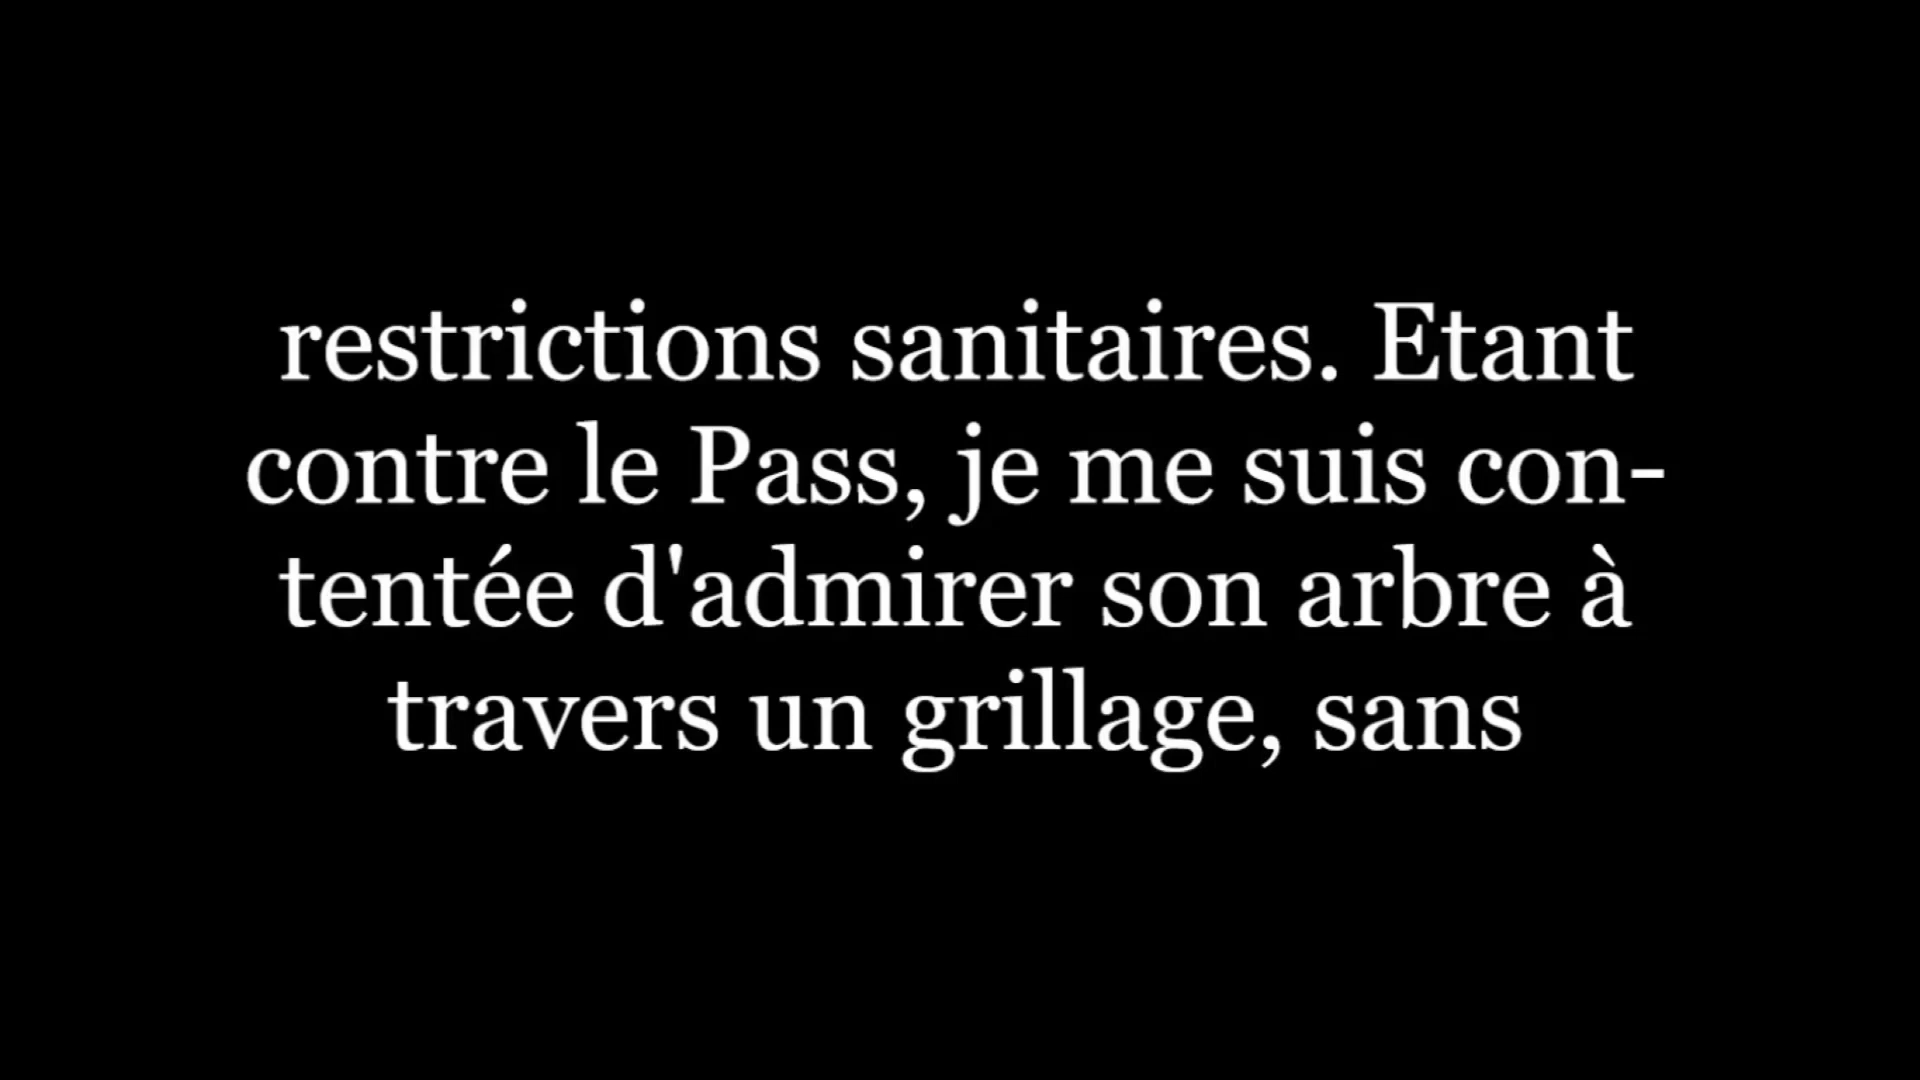 restrictions sanitaires. Etant
contre le Pass, je me suis con-
tentée d'admirer son arbre à
travers un grillage, sans